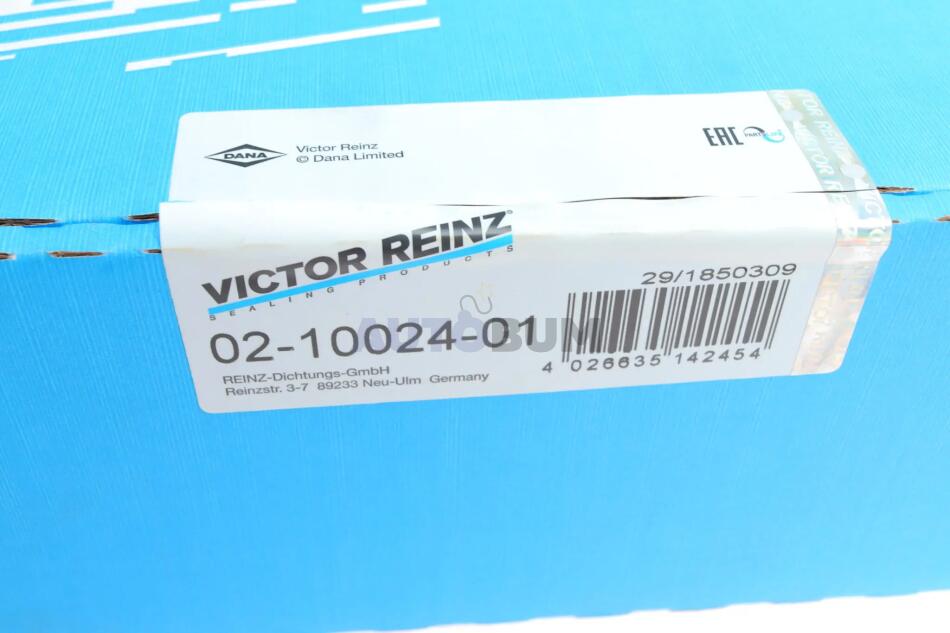 DANA
Victor Reinz
© Dana Limited
EAC
VICTOR REINZ®
SEALING PRODUCTS
29/1850309
02-10024-01
AUTOBUM
4 026635 142454
REINZ-Dichtungs-GmbH
Reinzstr. 3-7 89233 Neu-Ulm Germany